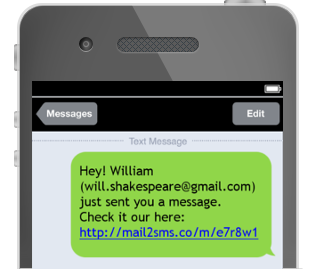 Messages
Edit
Text Message
Hey! William
(will.shakespeare@gmail.com)
just sent you a message.
Check it our here:
http://mail2sms.co/m/e7r8w1